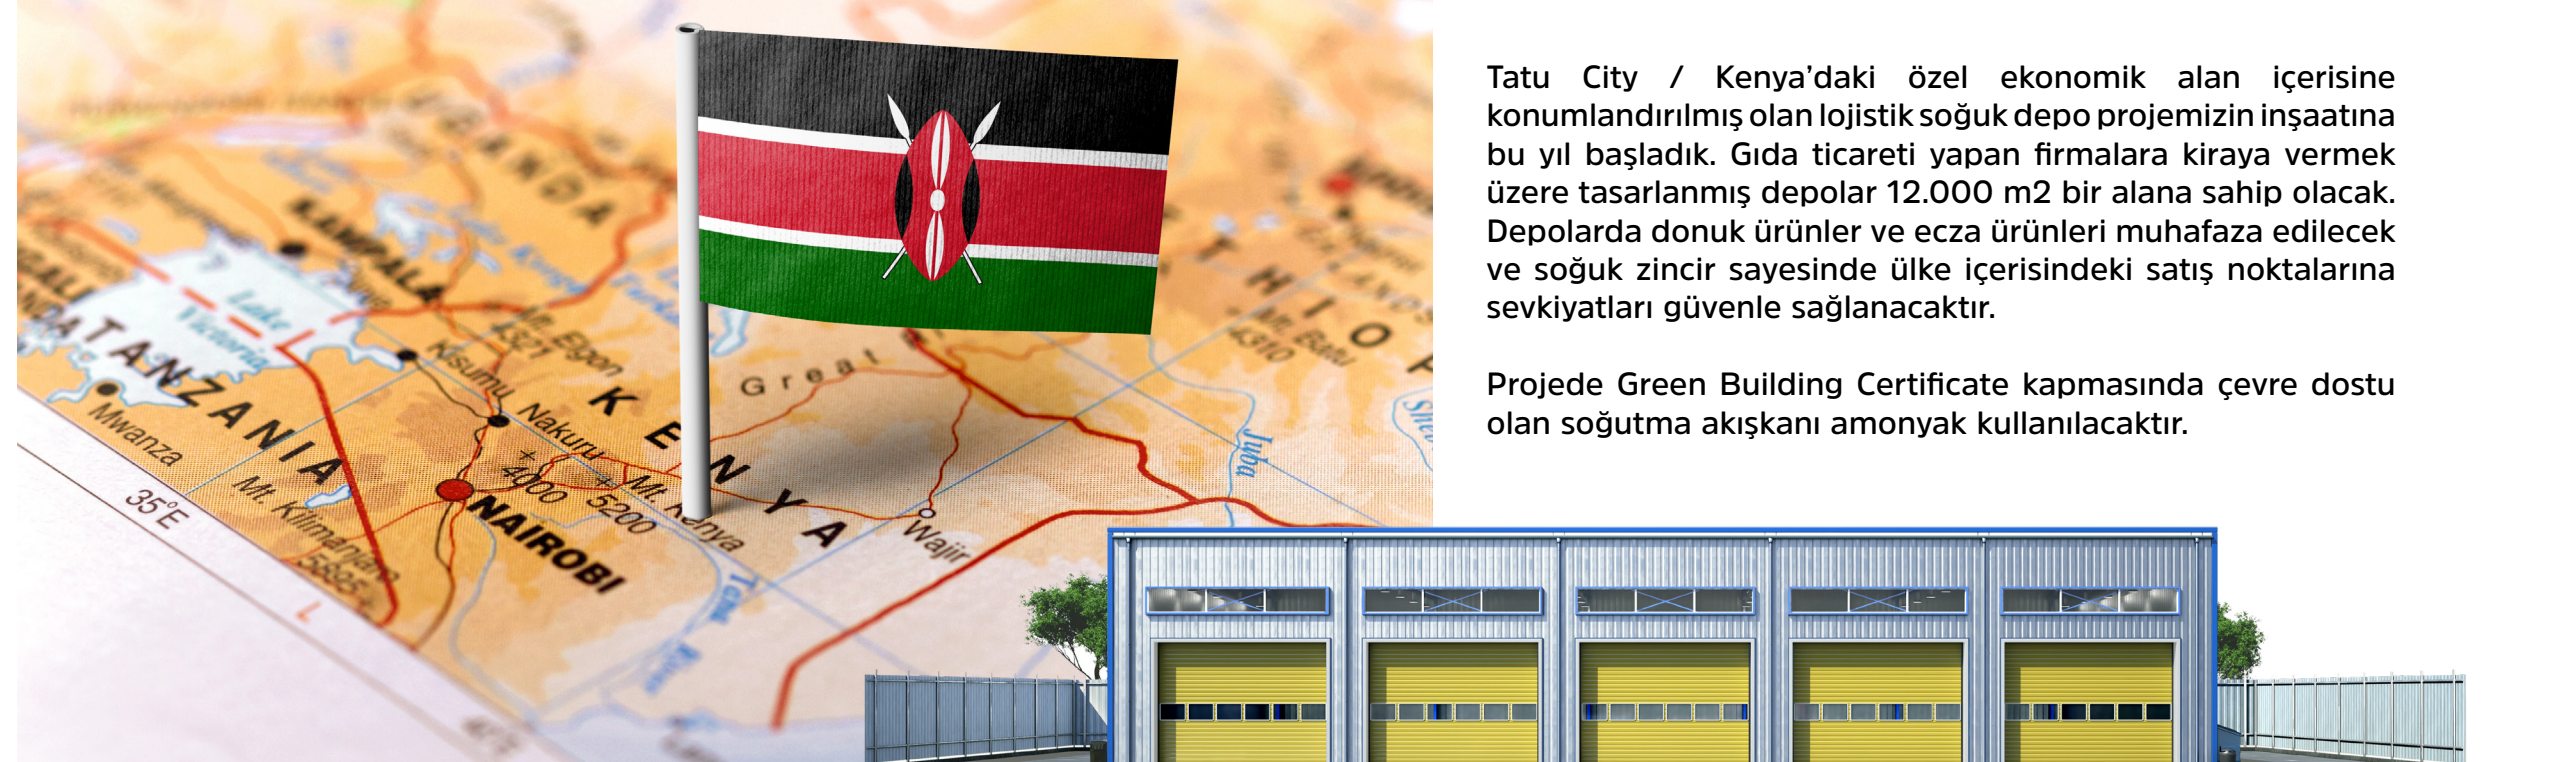 Tatu City / Kenya’daki özel ekonomik alan içerisine
konumlandırılmış olan lojistik soğuk depo projemizin inşaatına
bu yıl başladık. Gıda ticareti yapan firmalara kiraya vermek
üzere tasarlanmış depolar 12.000 m2 bir alana sahip olacak.
Depolarda donuk ürünler ve ecza ürünleri muhafaza edilecek
ve soğuk zincir sayesinde ülke içerisindeki satış noktalarına
sevkiyatları güvenle sağlanacaktır.
Projede Green Building Certificate kapmasında çevre dostu
olan soğutma akışkanı amonyak kullanılacaktır.
KAMPALA
Lake
Victoria
TANZANIA
Mwanza
Kisumu
Mt. Elgon
4321
Nakuru
KENYA
Great
4000
5200
Mt. Kenya
NAIROBI
Mt. Kilimanjaro
5895
35°E
Wajir
Juba
Mt. Batu
4310
Tana